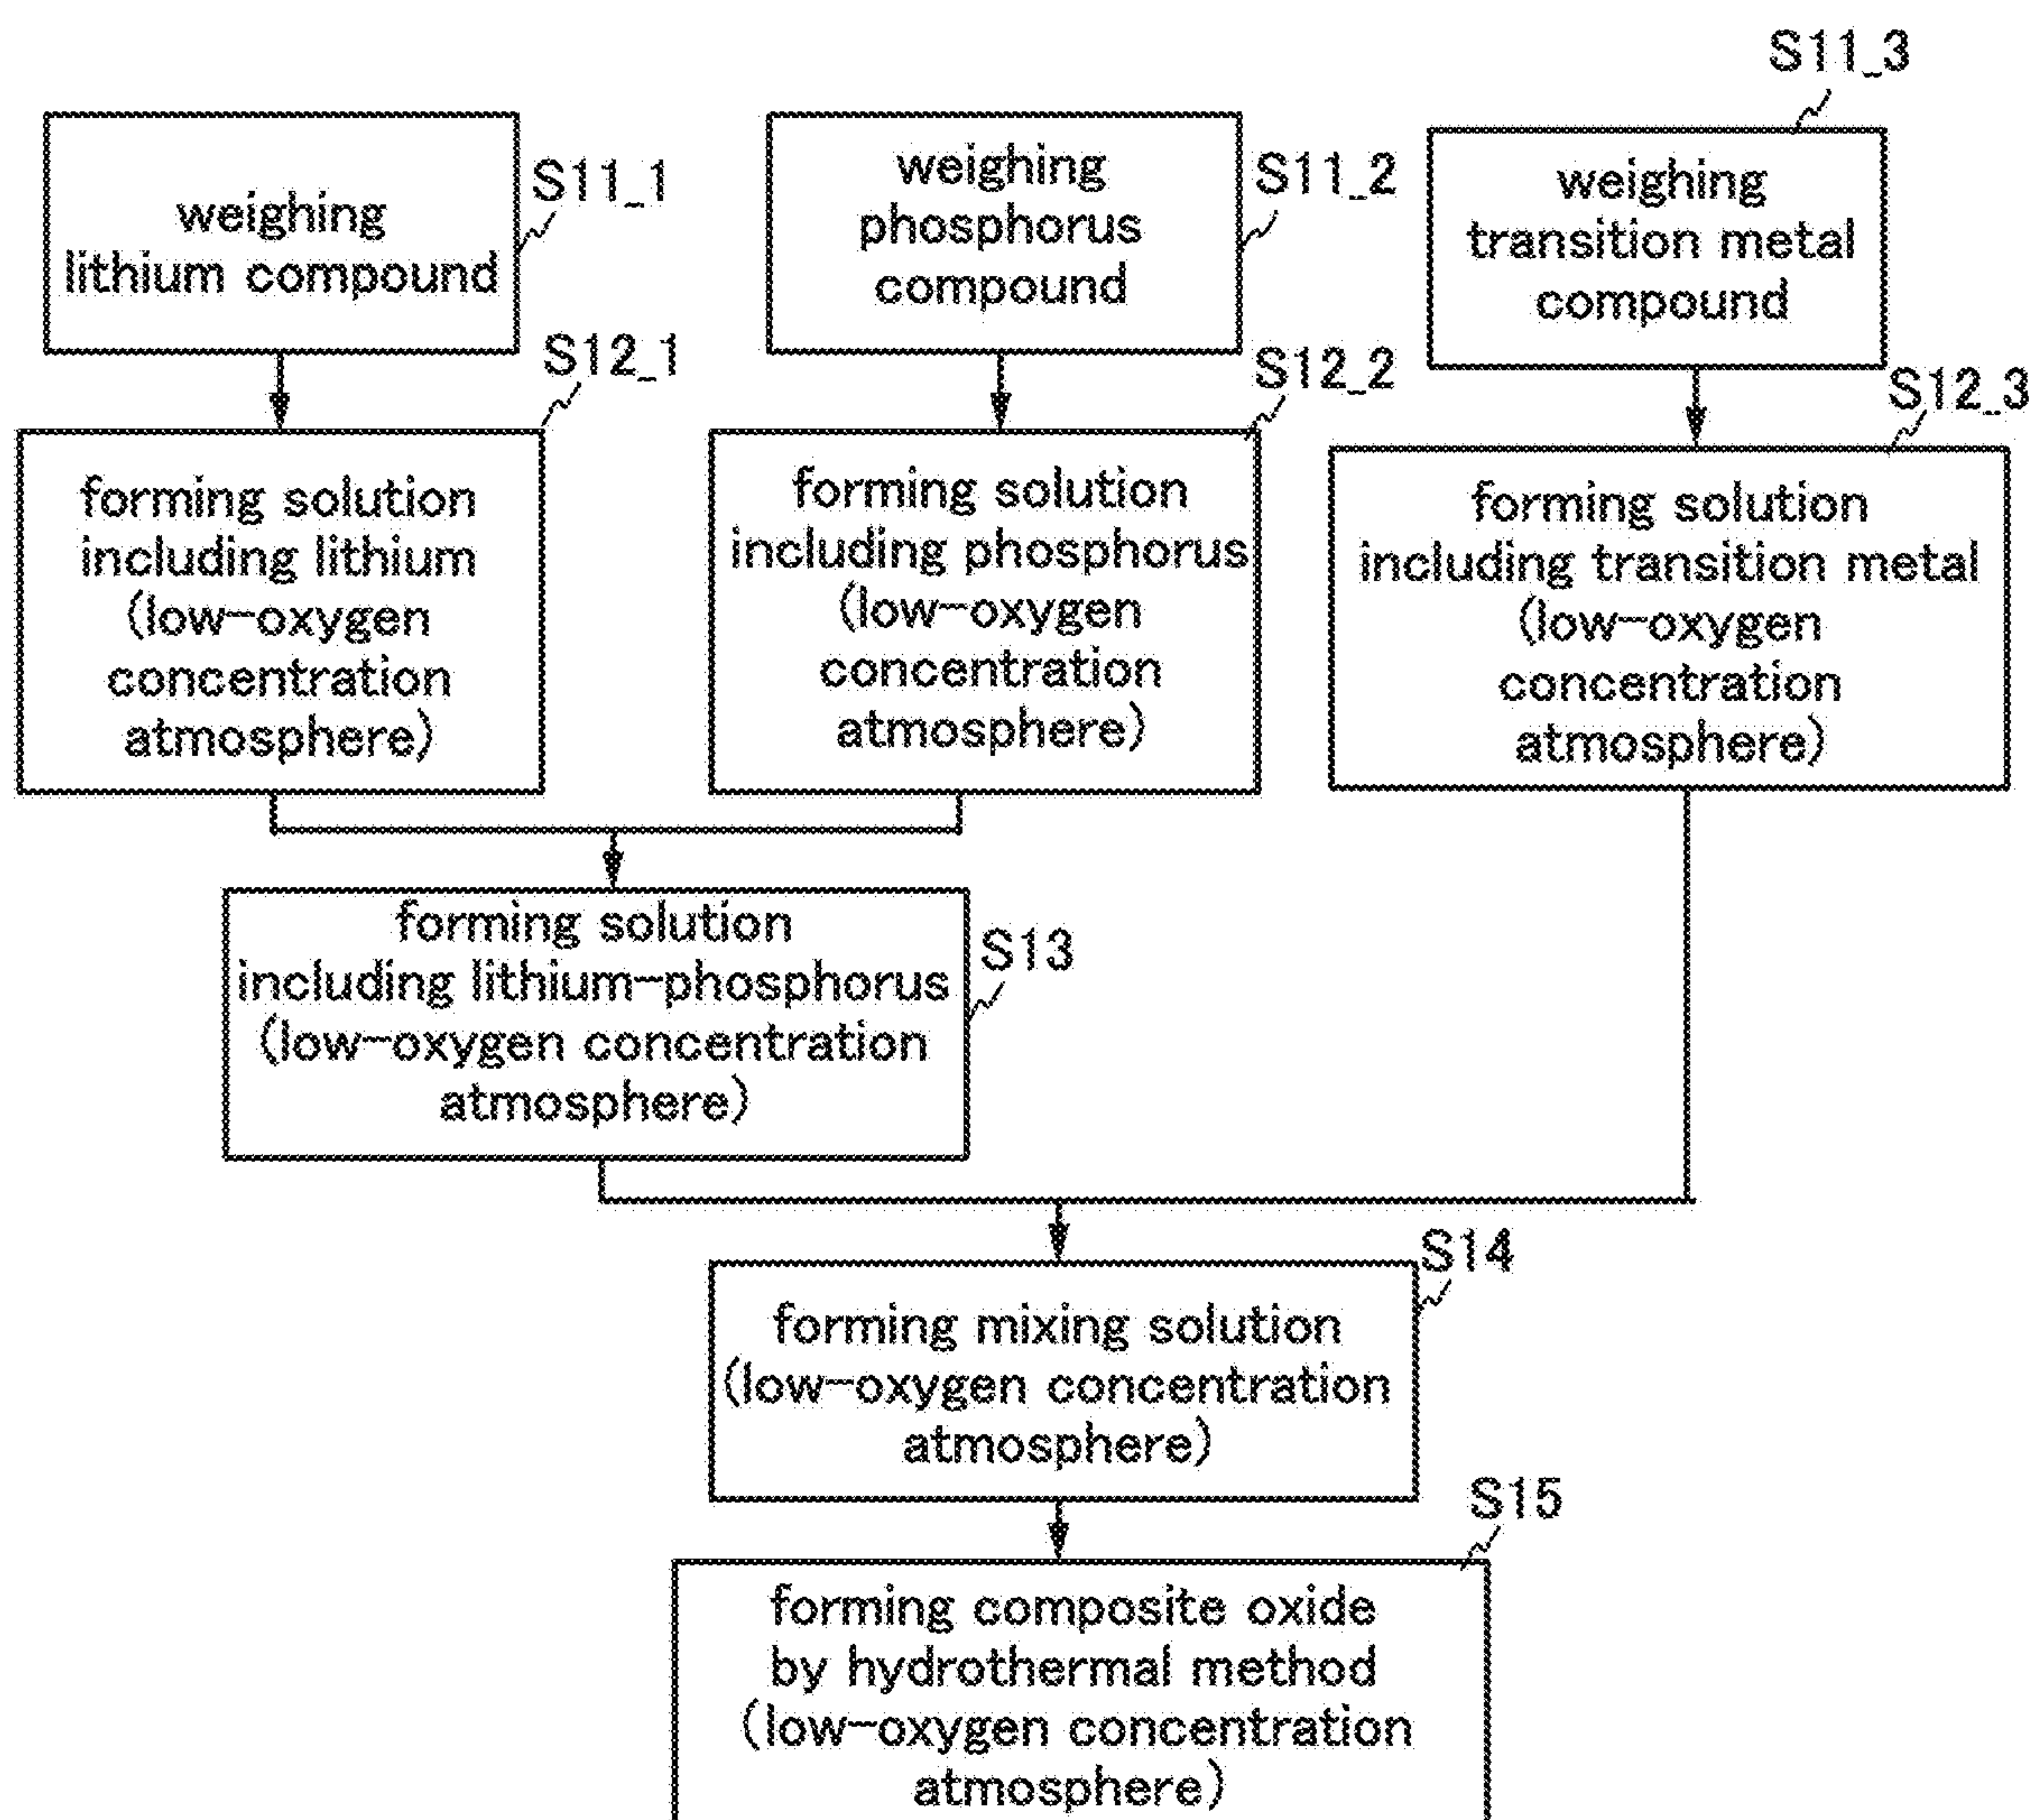 S11_3
weighing
lithium compound
S11_1
weighing
phosphorus
compound
S11_2
weighing
transition metal
compound
S12_1
forming solution
including lithium
(low-oxygen
concentration
atmosphere)
S12_2
forming solution
including phosphorus
(low-oxygen
concentration
atmosphere)
S12_3
forming solution
including transition metal
(low-oxygen
concentration
atmosphere)
forming solution
including lithium-phosphorus
(low-oxygen concentration
atmosphere)
S13
S14
forming mixing solution
(low-oxygen concentration
atmosphere)
S15
forming composite oxide
by hydrothermal method
(low-oxygen concentration
atmosphere)